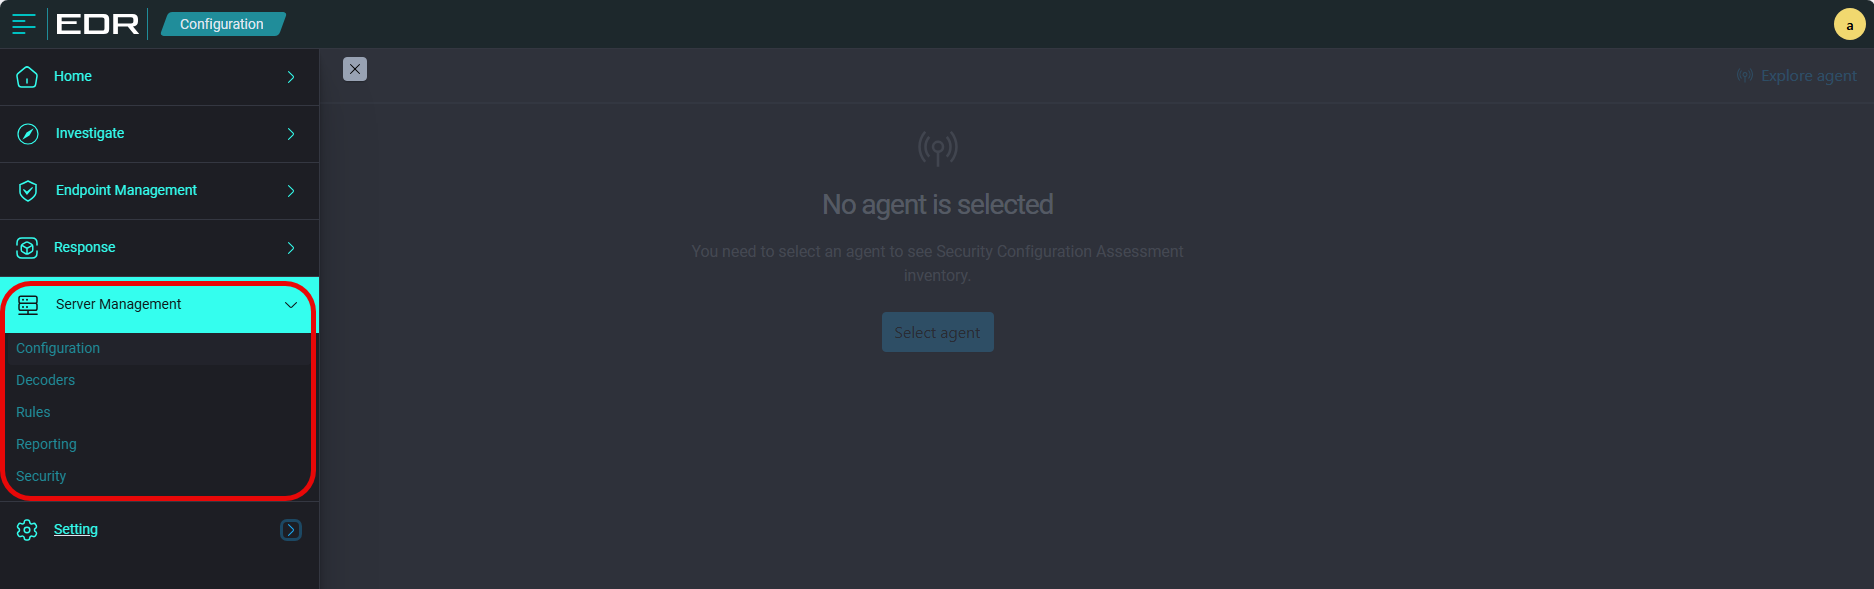 EDR
Configuration
a
Home
Investigate
Endpoint Management
Response
Server Management
Configuration
Decoders
Rules
Reporting
Security
Setting
Explore agent
No agent is selected
You need to select an agent to see Security Configuration Assessment
inventory.
Select agent